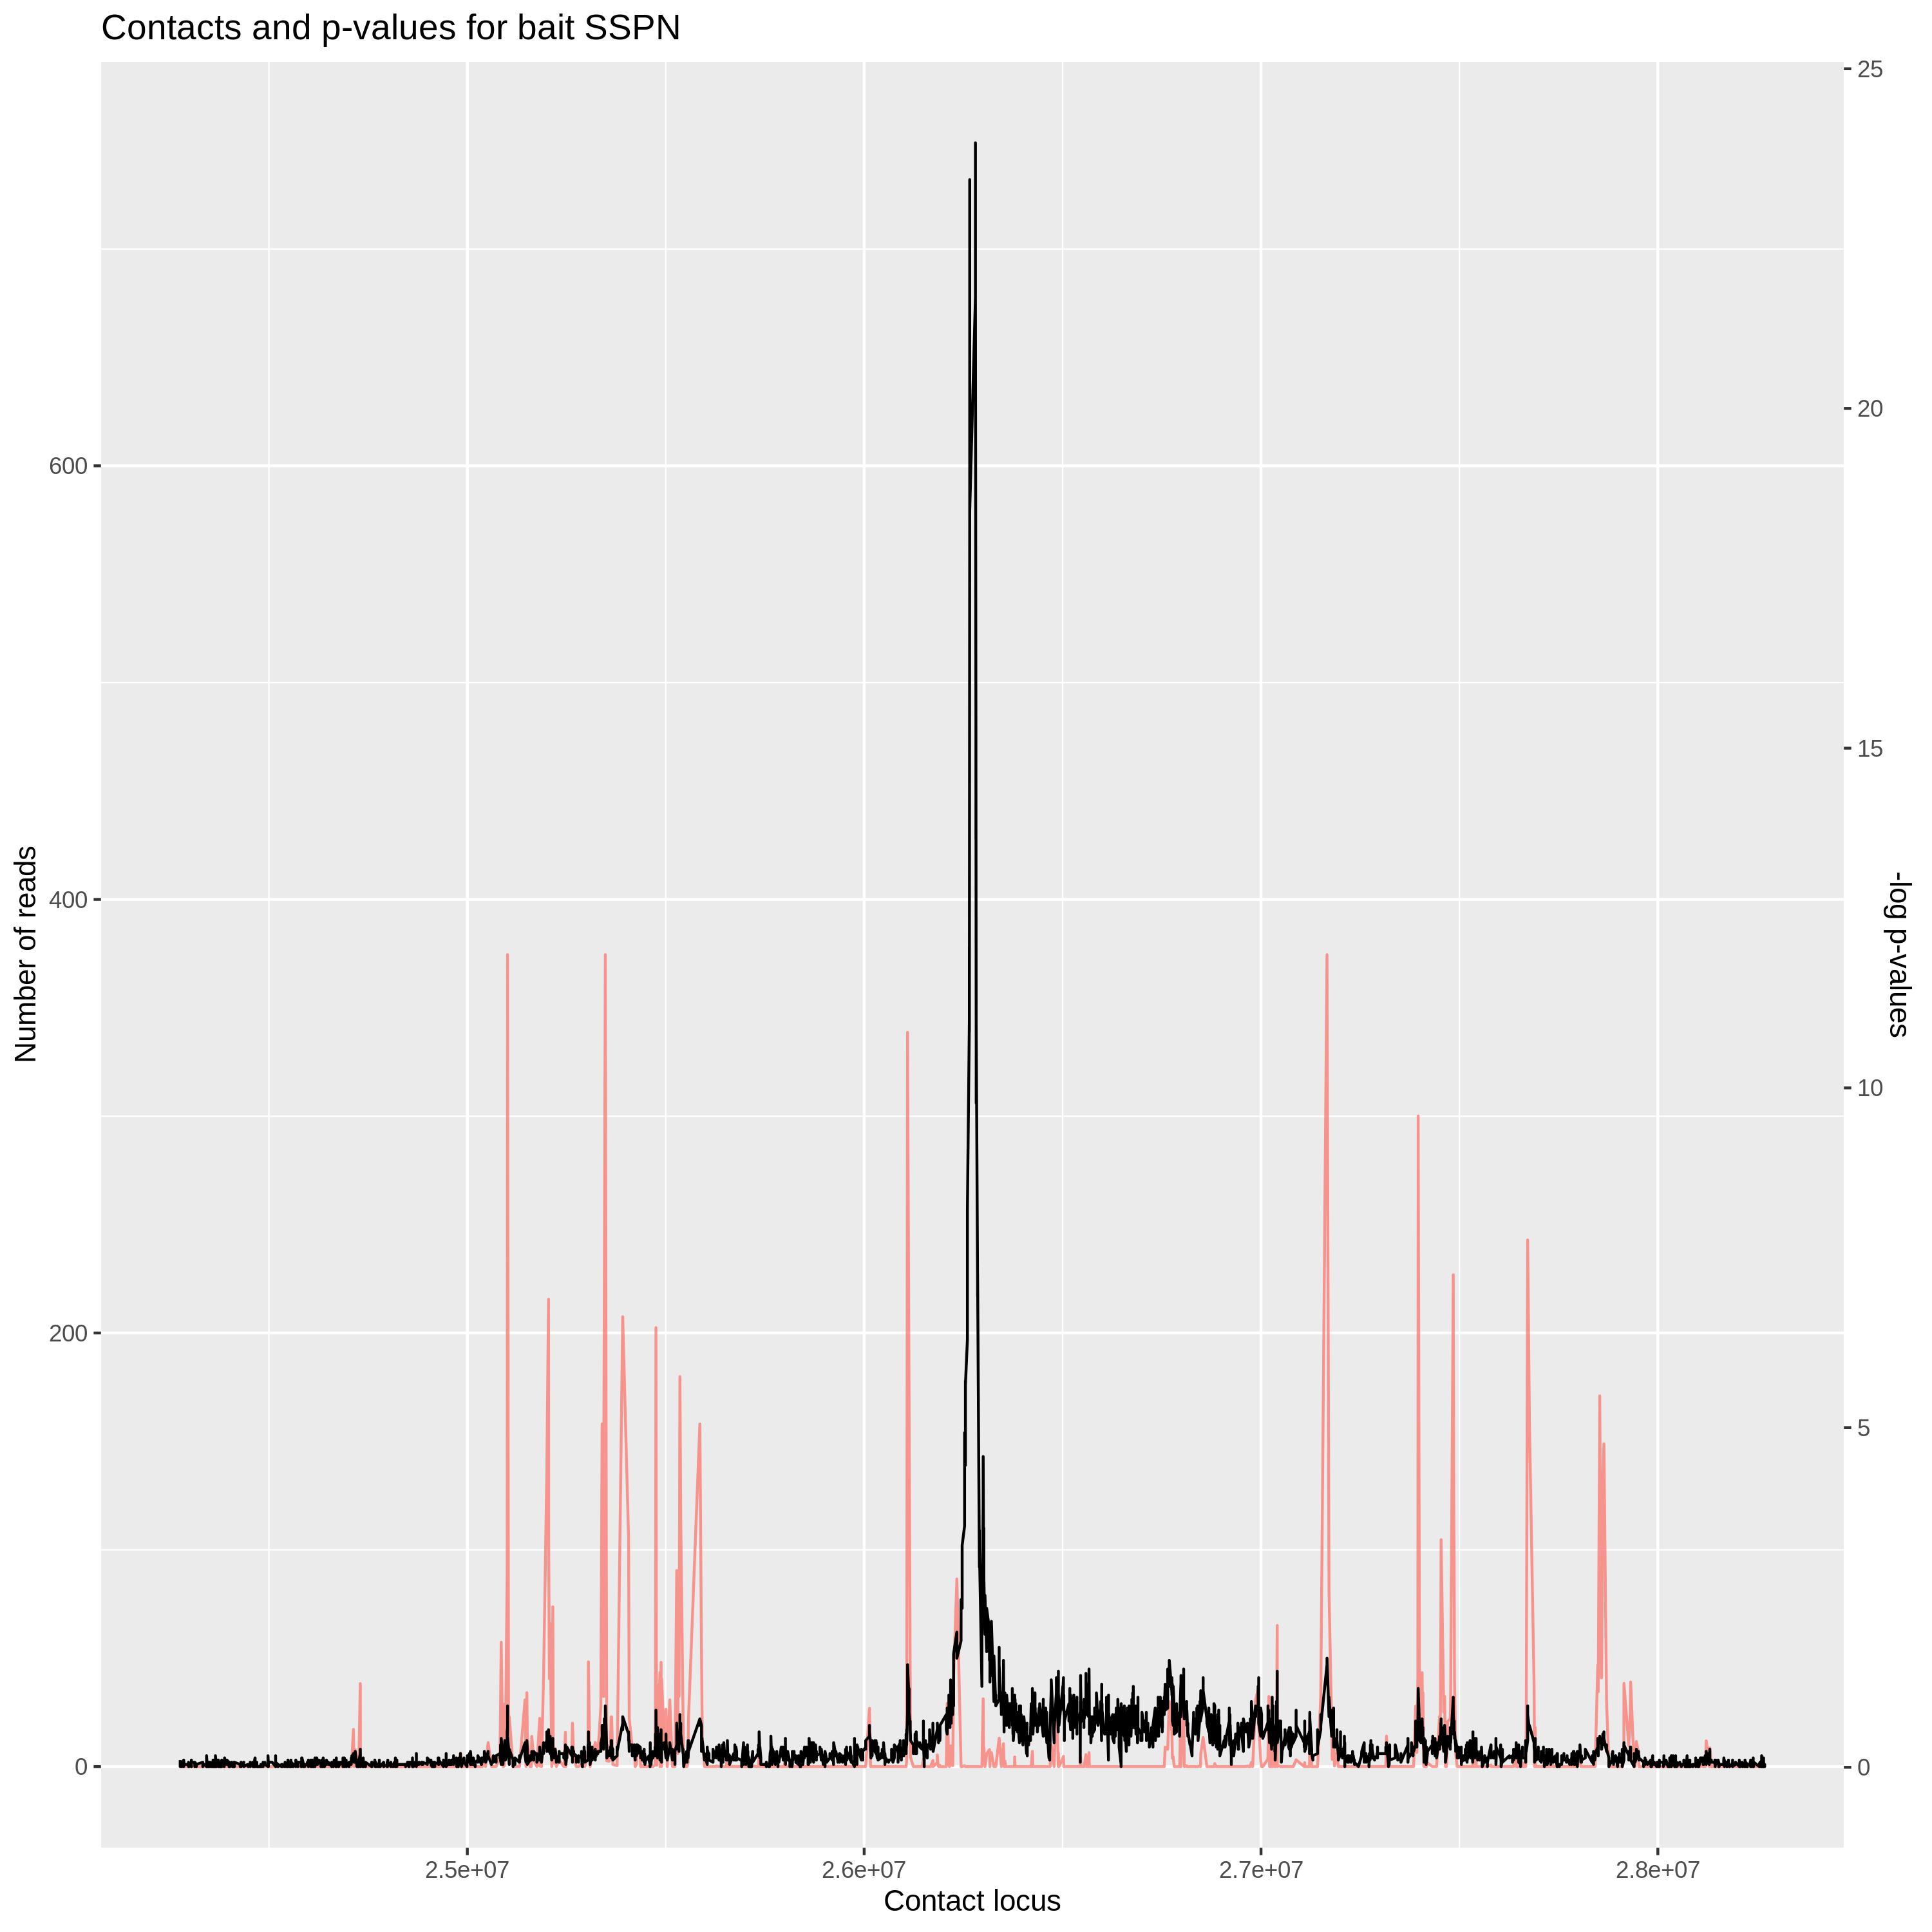 Contacts and p-values for bait SSPN
25
20
15
10
5
0
600
400
200
0
Number of reads
-log p-values
2.5e+07
2.6e+07
2.7e+07
2.8e+07
Contact locus